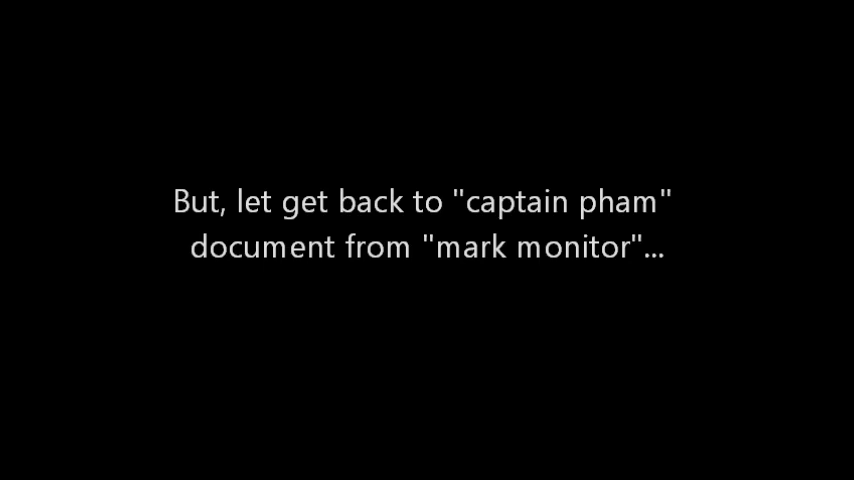 But, let get back to "captain pham"
document from "mark monitor"...